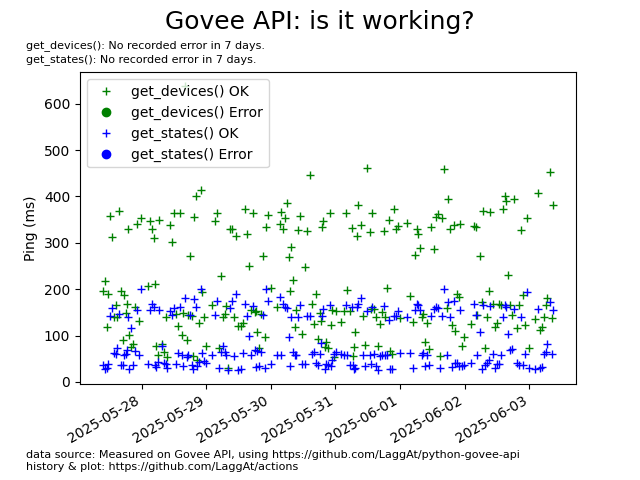 Govee API: is it working?
get_devices(): No recorded error in 7 days.
get_states(): No recorded error in 7 days.
get_devices() OK
get_devices() Error
get_states() OK
get_states() Error
Ping (ms)
600
500
400
300
200
100
0
2025-05-28
2025-05-29
2025-05-30
2025-05-31
2025-06-01
2025-06-02
2025-06-03
data source: Measured on Govee API, using https://github.com/LaggAt/python-govee-api
history & plot: https://github.com/LaggAt/actions